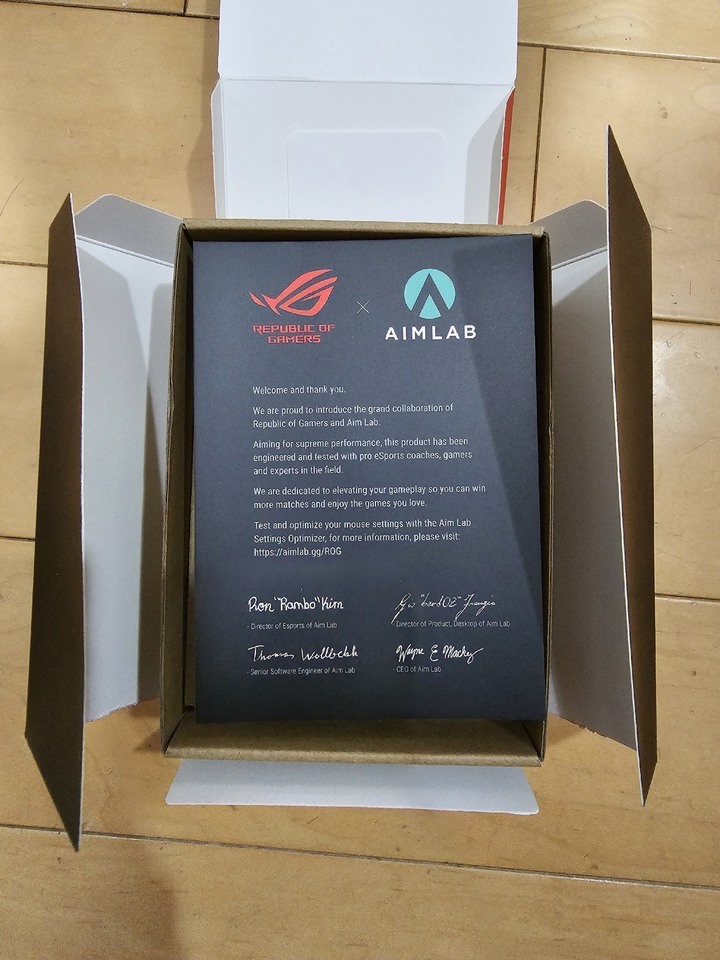 REPUBLIC OF
GAMERS
×
AIMLAB
Welcome and thank you.
We are proud to introduce the grand collaboration of
Republic of Gamers and Aim Lab.
Aiming for supreme performance, this product has been
engineered and tested with pro eSports coaches, gamers
and experts in the field.
We are dedicated to elevating your gameplay so you can win
more matches and enjoy the games you love.
Test and optimize your mouse settings with the Aim Lab
Settings Optimizer, for more information, please visit:
https://aimlab.gg/ROG
"Rambo" Kim
- Director of Esports of Aim Lab
- Director of Product, Desktop of Aim Lab
Thomas
- Senior Software Engineer of Aim Lab
Wayne E Mackey
- CEO of Aim Lab